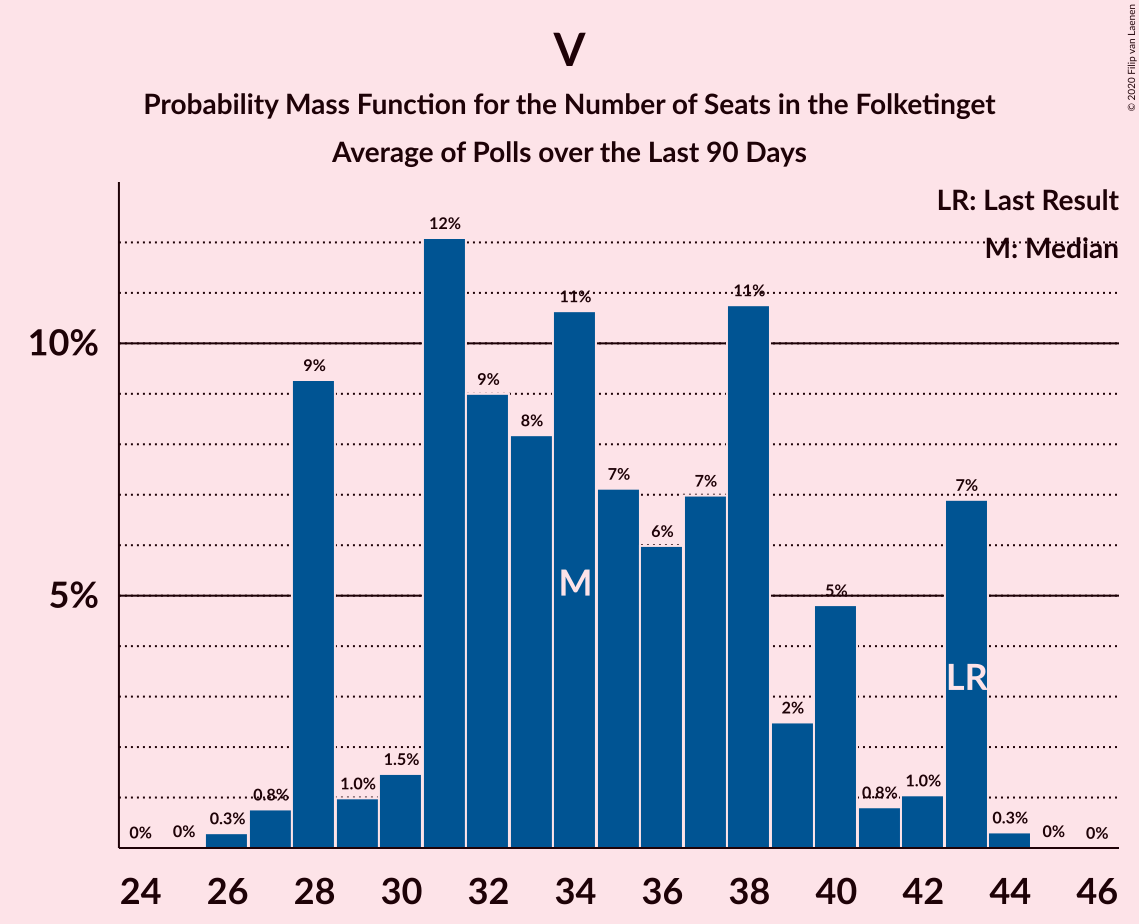 V
Probability Mass Function for the Number of Seats in the Folketinget
Average of Polls over the Last 90 Days
© 2020 Filip van Laenen
LR: Last Result
M: Median
10%
5%
0%
0%
0.3%
0.8%
9%
1.0%
1.5%
12%
9%
8%
11%
7%
6%
7%
11%
2%
5%
0.8%
1.0%
7%
0.3%
0%
0%
M
LR
24 26 28 30 32 34 36 38 40 42 44 46